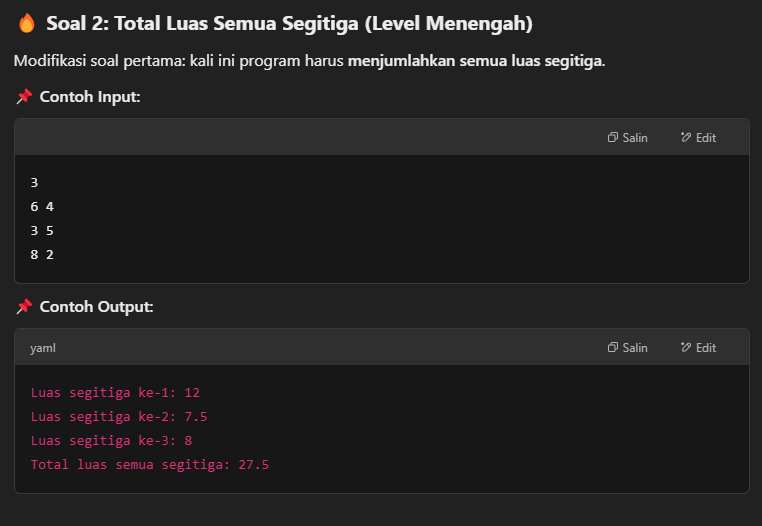 🔥 Soal 2: Total Luas Semua Segitiga (Level Menengah)
Modifikasi soal pertama: kali ini program harus menjumlahkan semua luas segitiga.
📌 Contoh Input:
Salin Edit
3
6 4
3 5
8 2
📌 Contoh Output:
yaml Salin Edit
Luas segitiga ke-1: 12
Luas segitiga ke-2: 7.5
Luas segitiga ke-3: 8
Total luas semua segitiga: 27.5